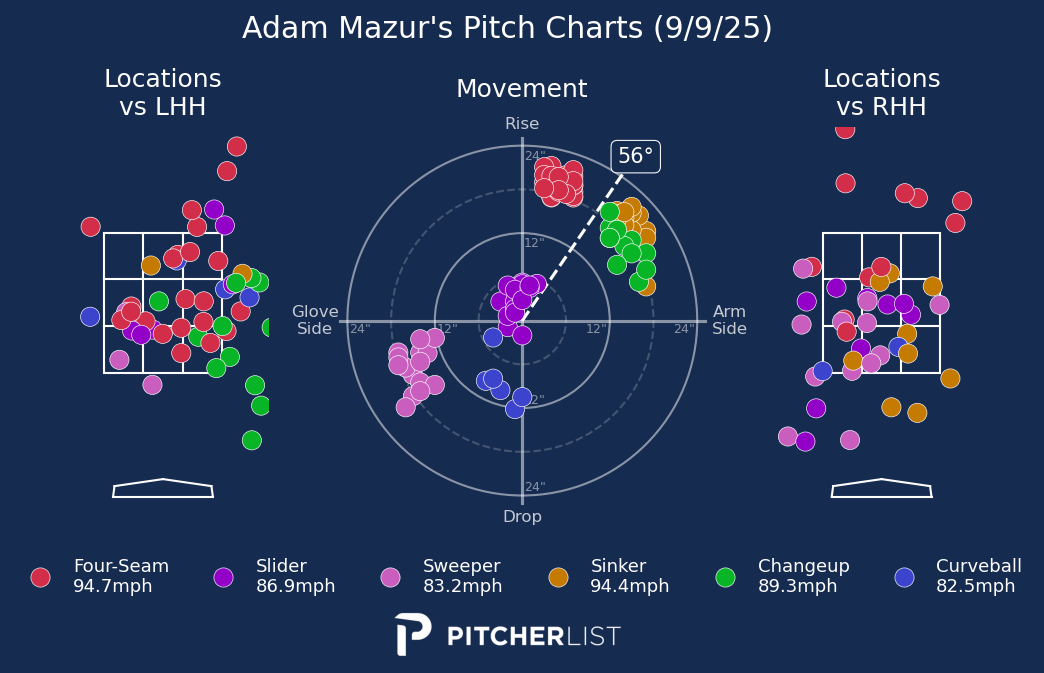 Adam Mazur's Pitch Charts (9/9/25)
Locations
vs LHH
Movement
Locations
vs RHH
Rise
24"
56°
12"
Glove
Side
24"
12"
12"
24"
Arm
Side
2"
24"
Drop
Four-Seam
94.7mph
Slider
86.9mph
Sweeper
83.2mph
Sinker
94.4mph
Changeup
89.3mph
Curveball
82.5mph
PITCHERLIST